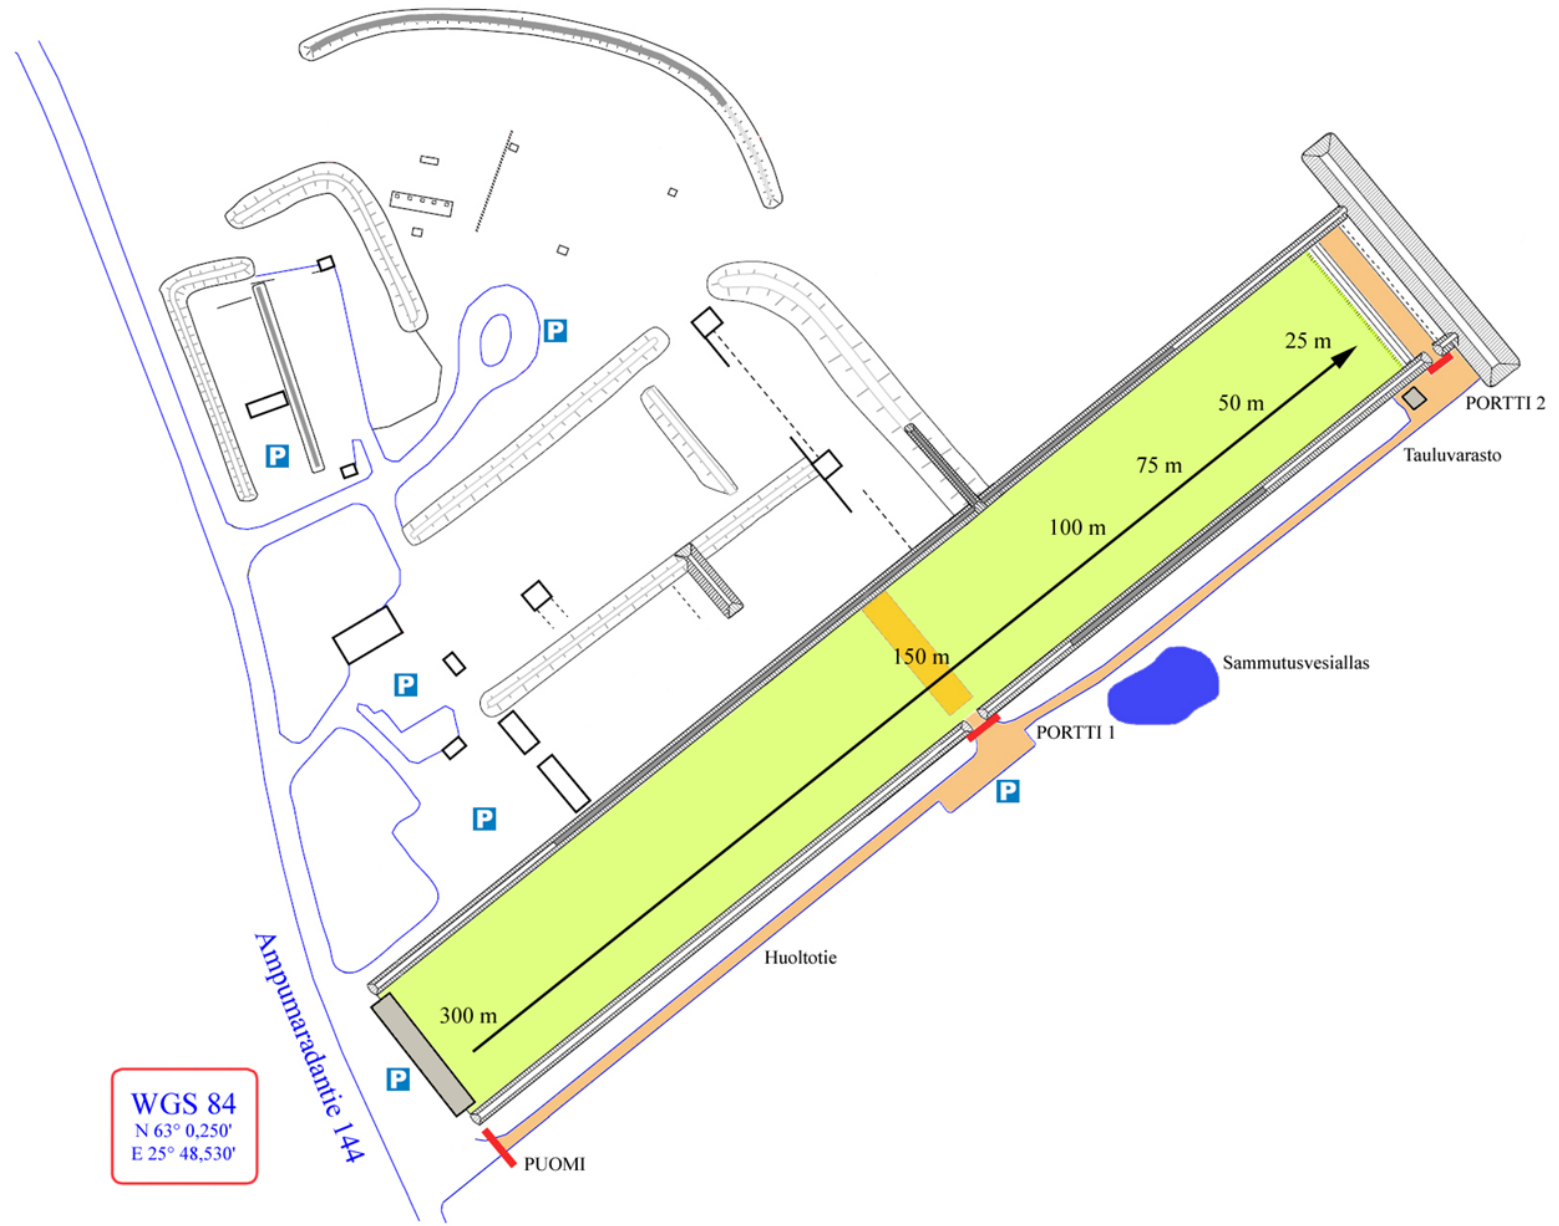 P
25 m
50 m
PORTTI 2
P
Tauluvarasto
75 m
100 m
150 m
Sammutusvesiallas
P
PORTTI 1
P
P
Huoltotie
300 m
P
Ampumaradantie 144
WGS 84
N 63° 0,250'
E 25° 48,530'
PUOMI